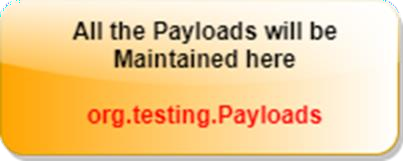 All the Payloads will be
Maintained here
org.testing.Payloads